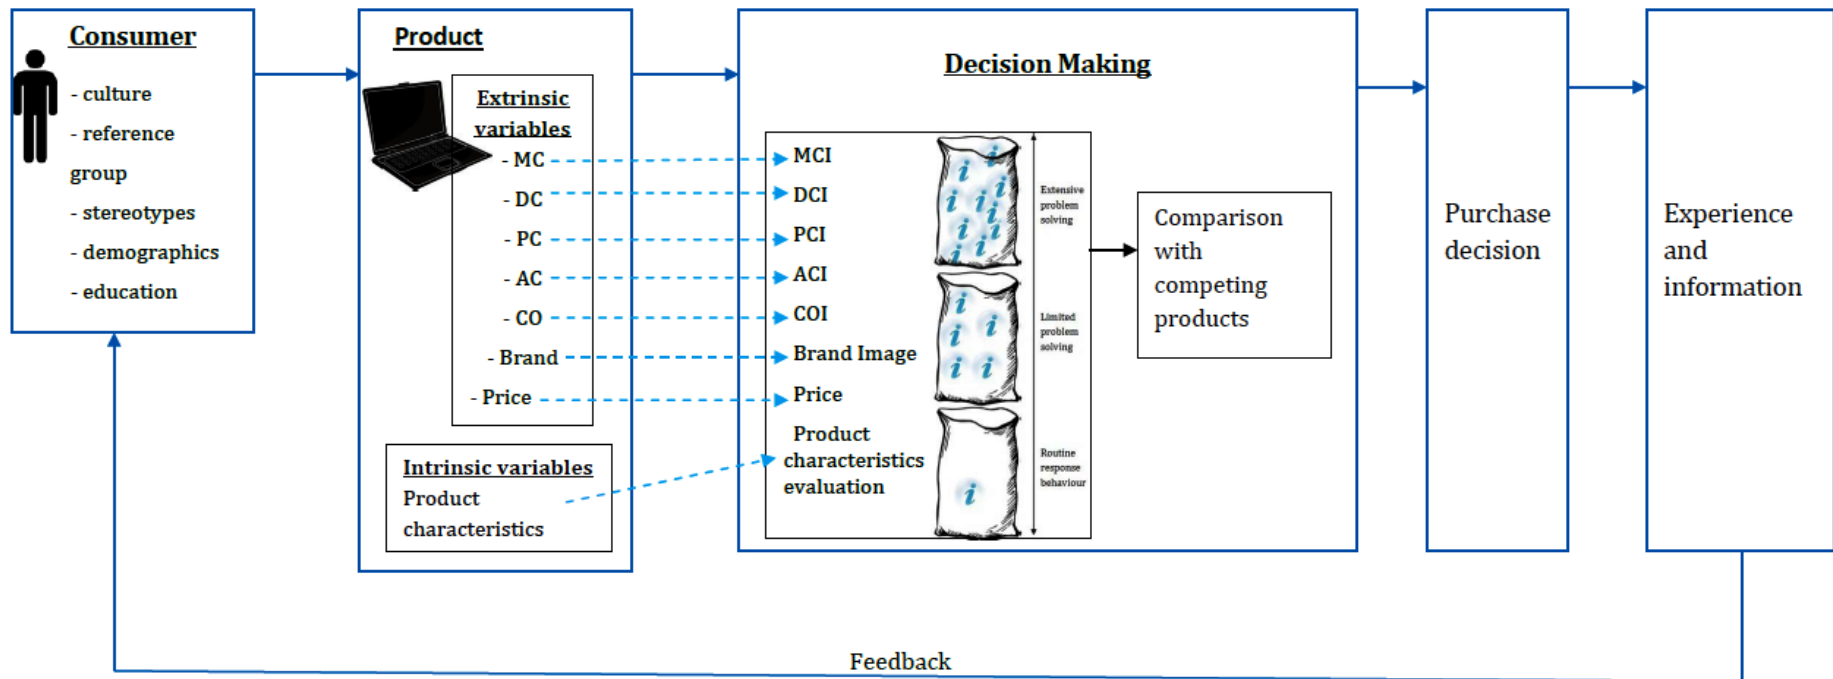 Consumer
- culture
- reference
group
- stereotypes
- demographics
- education
Product
Extrinsic
variables
- MC
- DC
- PC
- AC
- CO
- Brand
- Price
Intrinsic variables
Product
characteristics
Decision Making
MCI
DCI
PCI
ACI
COI
Brand Image
Price
Product
characteristics
evaluation
i
i
i
i
i
i
i
i
i
Extensive
problem
solving
i
i
i
i
i
Limited
problem
solving
i
Routine
response
behaviour
Comparison
with
competing
products
Purchase
decision
Experience
and
information
Feedback